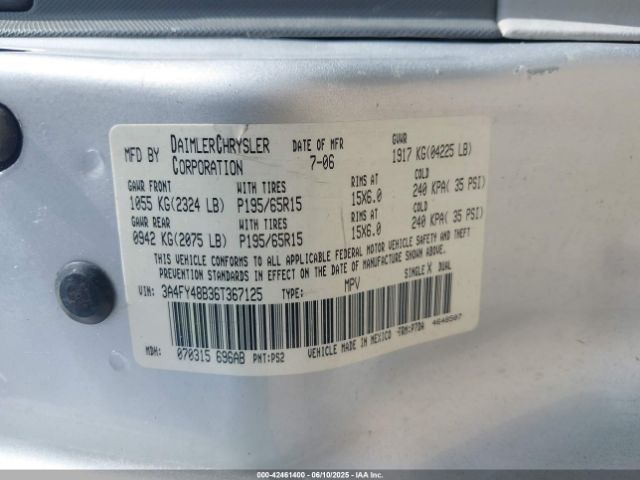 MFD BY DAIMLERCHRYSLER CORPORATION DATE OF MFR 7-06 GVWR 1917 KG(04225 LB)
GAWR FRONT WITH TIRES RIMS AT COLD
1055 KG(2324 LB) P195/65R15 15X6.0 240 KPA( 35 PSI)
GAWR REAR WITH TIRES RIMS AT COLD
0942 KG(2075 LB) P195/65R15 15X6.0 240 KPA( 35 PSI)
THIS VEHICLE CONFORMS TO ALL APPLICABLE FEDERAL MOTOR VEHICLE SAFETY AND THEFT
PREVENTION STANDARDS IN EFFECT ON THE DATE OF MANUFACTURE SHOWN ABOVE.
VIN: 3A4FY48B36T367125 TYPE: MPV SINGLE X DUAL
MDH: 070315 696AB PNT:PS2 VEHICLE MADE IN MEXICO -FRM:P7DA 4648507
000-42461400 - 06/10/2025 - IAAI.com